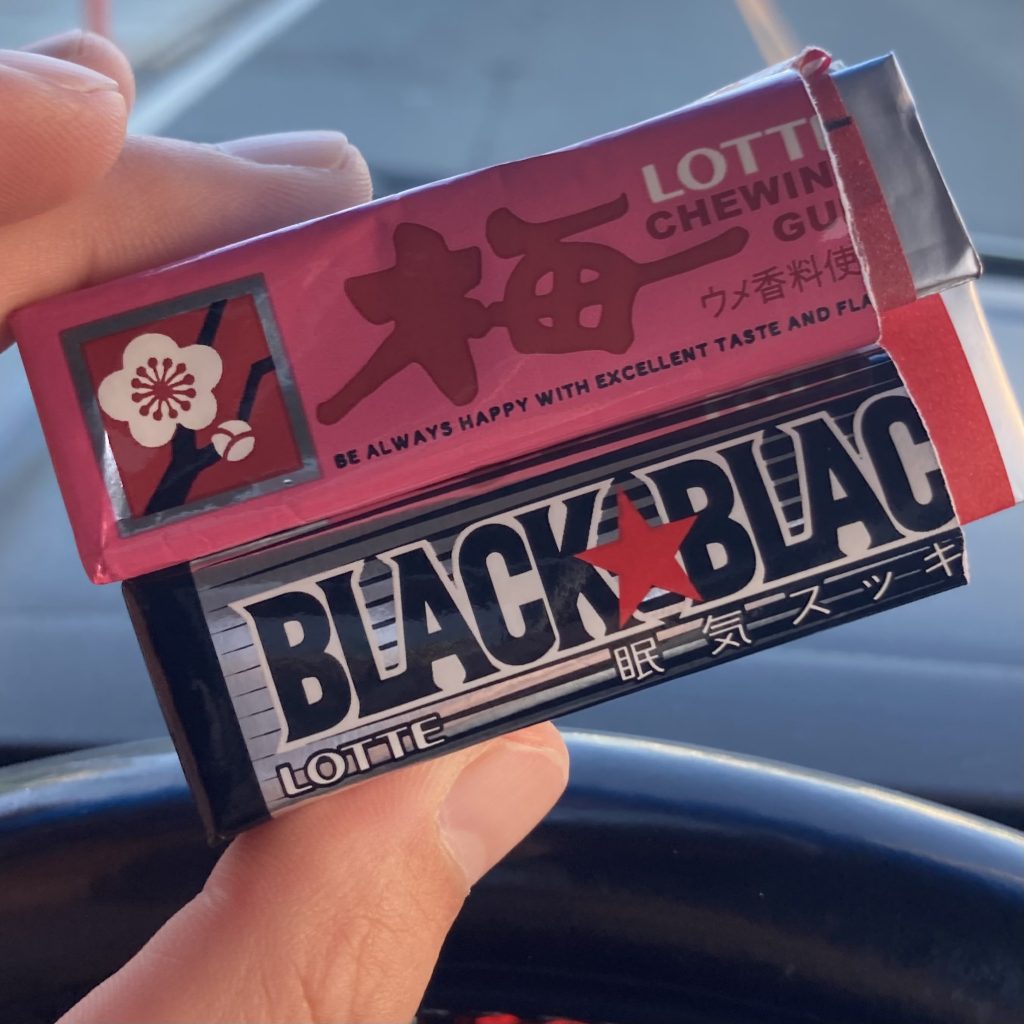 LOTTE
CHEWIN
GU
梅
ウメ香料使
BE ALWAYS HAPPY WITH EXCELLENT TASTE AND FLA
BLACK★BLAC
眠気スッキ
LOTTE